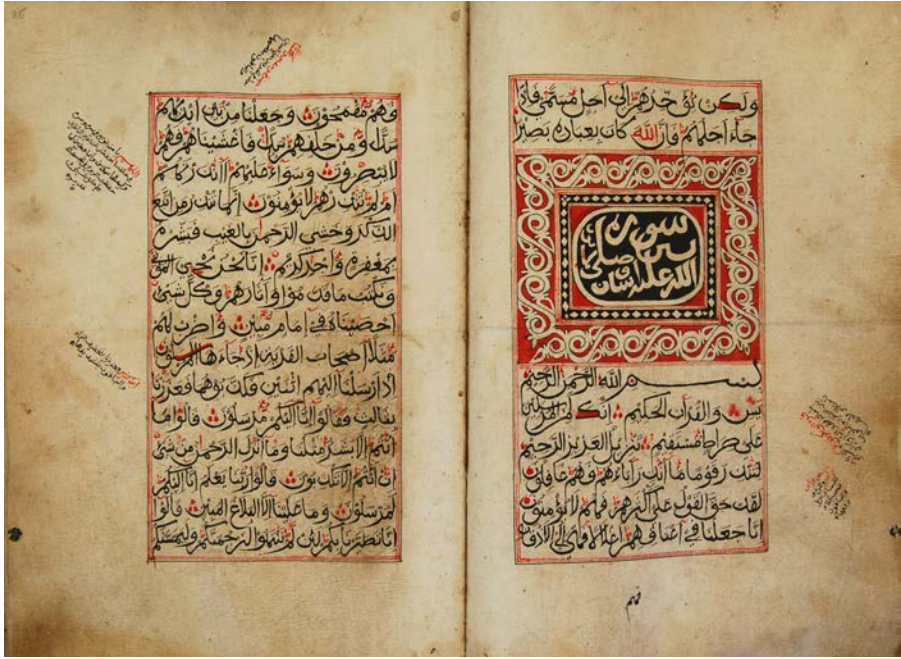 ولكن يؤخرهم إلى أجل مسمى فإذا
جاء أجلهم فإن الله كان بعباده بصيرا
سورة
يس صلى
الله عليه
بسم الله الرحمن الرحيم
يس والقرآن الحكيم إنك لمن المرسلين
على صراط مستقيم تنزيل العزيز الرحيم
لتنذر قوما ما أنذر آباؤهم فهم غافلون
لقد حق القول على أكثرهم فهم لا يؤمنون
إنا جعلنا في أعناقهم أغلالا فهي إلى الأذقان
فهم
فهم مقمحون وجعلنا من بين أيديهم
سدا ومن خلفهم سدا فأغشيناهم فهم
لا يبصرون وسواء عليهم أأنذرتهم
أم لم تنذرهم لا يؤمنون إنما تنذر من اتبع
الذكر وخشي الرحمن بالغيب فبشره
بمغفرة وأجر كريم إنا نحن نحي الموتى
ونكتب ما قدموا وآثارهم وكل شيء
أحصيناه في إمام مبين واضرب لهم
مثلا أصحاب القرية إذ جاءها المرسلون
إذ أرسلنا إليهم اثنين فكذبوهما فعززنا
بثالث فقالوا إنا إليكم مرسلون قالوا ما
أنتم إلا بشر مثلنا وما أنزل الرحمن من شيء
إن أنتم إلا تكذبون قالوا ربنا يعلم إنا إليكم
لمرسلون وما علينا إلا البلاغ المبين قالوا
إنا تطيرنا بكم لئن لم تنتهوا لنرجمنكم وليمسنكم